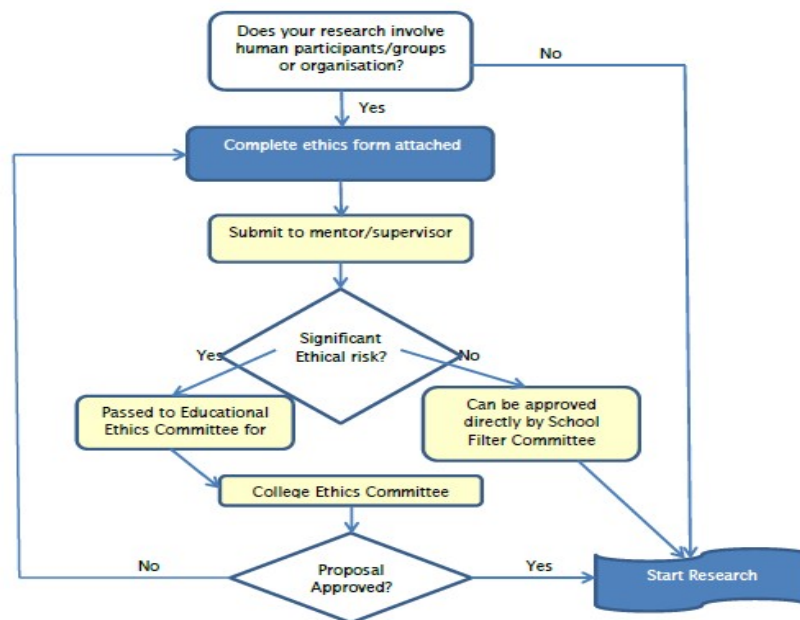 Does your research involve
human participants/groups
or organisation?
No
Yes
Complete ethics form attached
Submit to mentor/supervisor
Significant
Ethical risk?
Yes
No
Passed to Educational
Ethics Committee for
Can be approved
directly by School
Filter Committee
College Ethics Committee
Proposal
Approved?
No
Yes
Start Research